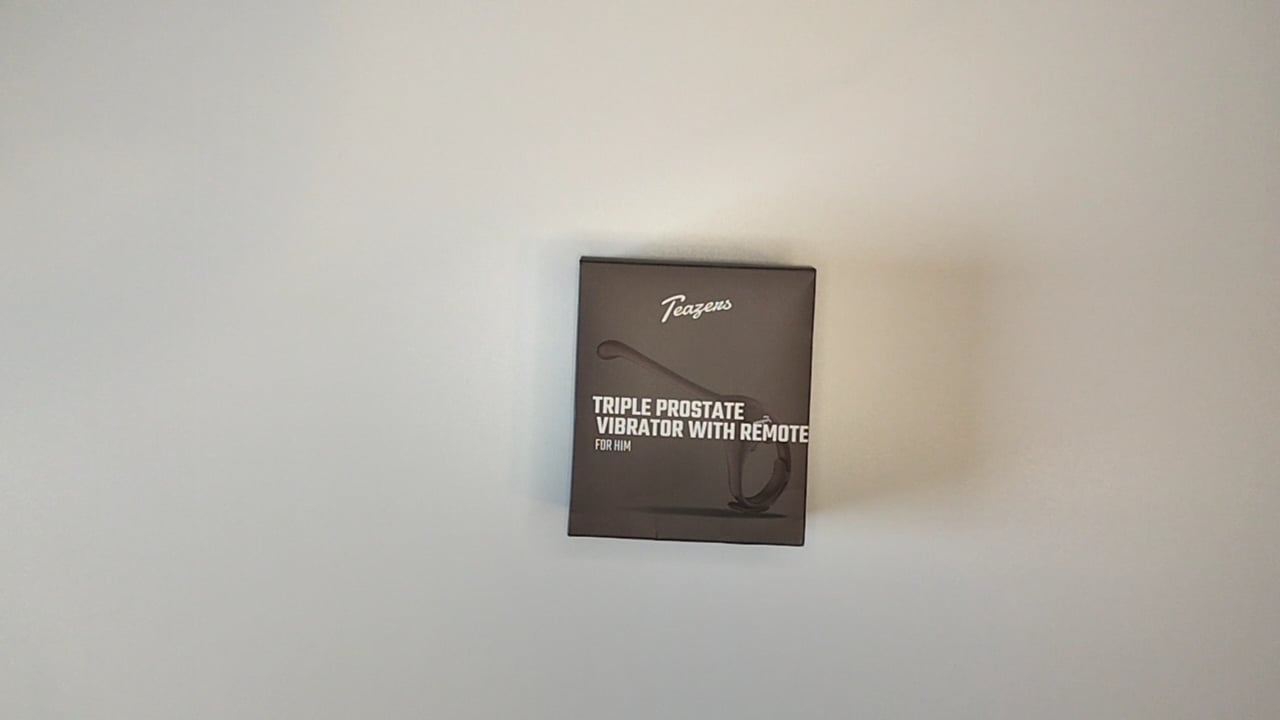 Teazers
TRIPLE PROSTATE
VIBRATOR WITH REMOTE
FOR HIM